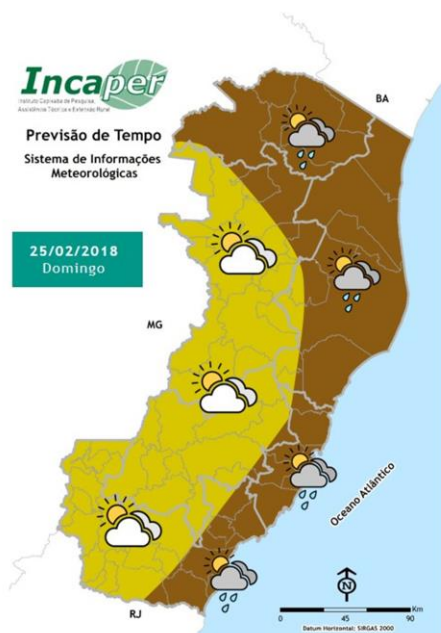 Incaper
Instituto Capixaba de Pesquisa,
Assistência Técnica e Extensão Rural
Previsão de Tempo
Sistema de Informações
Meteorológicas
25/02/2018
Domingo
BA
MG
RJ
Oceano Atlântico
N
0 45 90
Km
Datum Horizontal: SIRGAS 2000